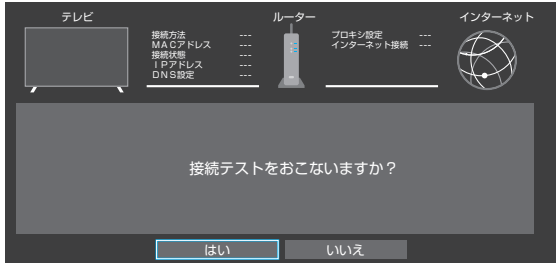 テレビ
ルーター
インターネット
接続方法 ---
MACアドレス ---
接続状態 ---
IPアドレス ---
DNS設定 ---
プロキシ設定 ---
インターネット接続 ---
接続テストをおこないますか？
はい
いいえ